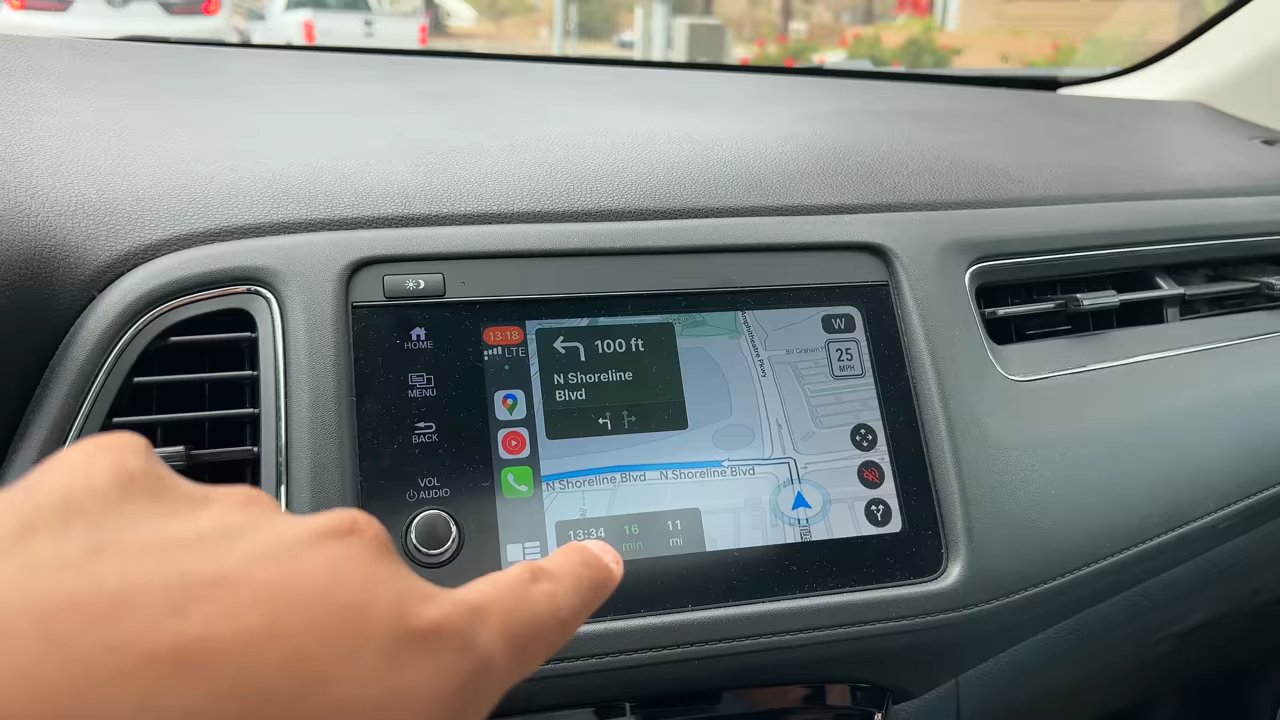 HOME
MENU
BACK
VOL
AUDIO
13:18
LTE
100 ft
N Shoreline
Blvd
Amphitheatre Pkwy
Bill Graham
W
25
MPH
N Shoreline Blvd
N Shoreline Blvd
13:34 16 11
min mi